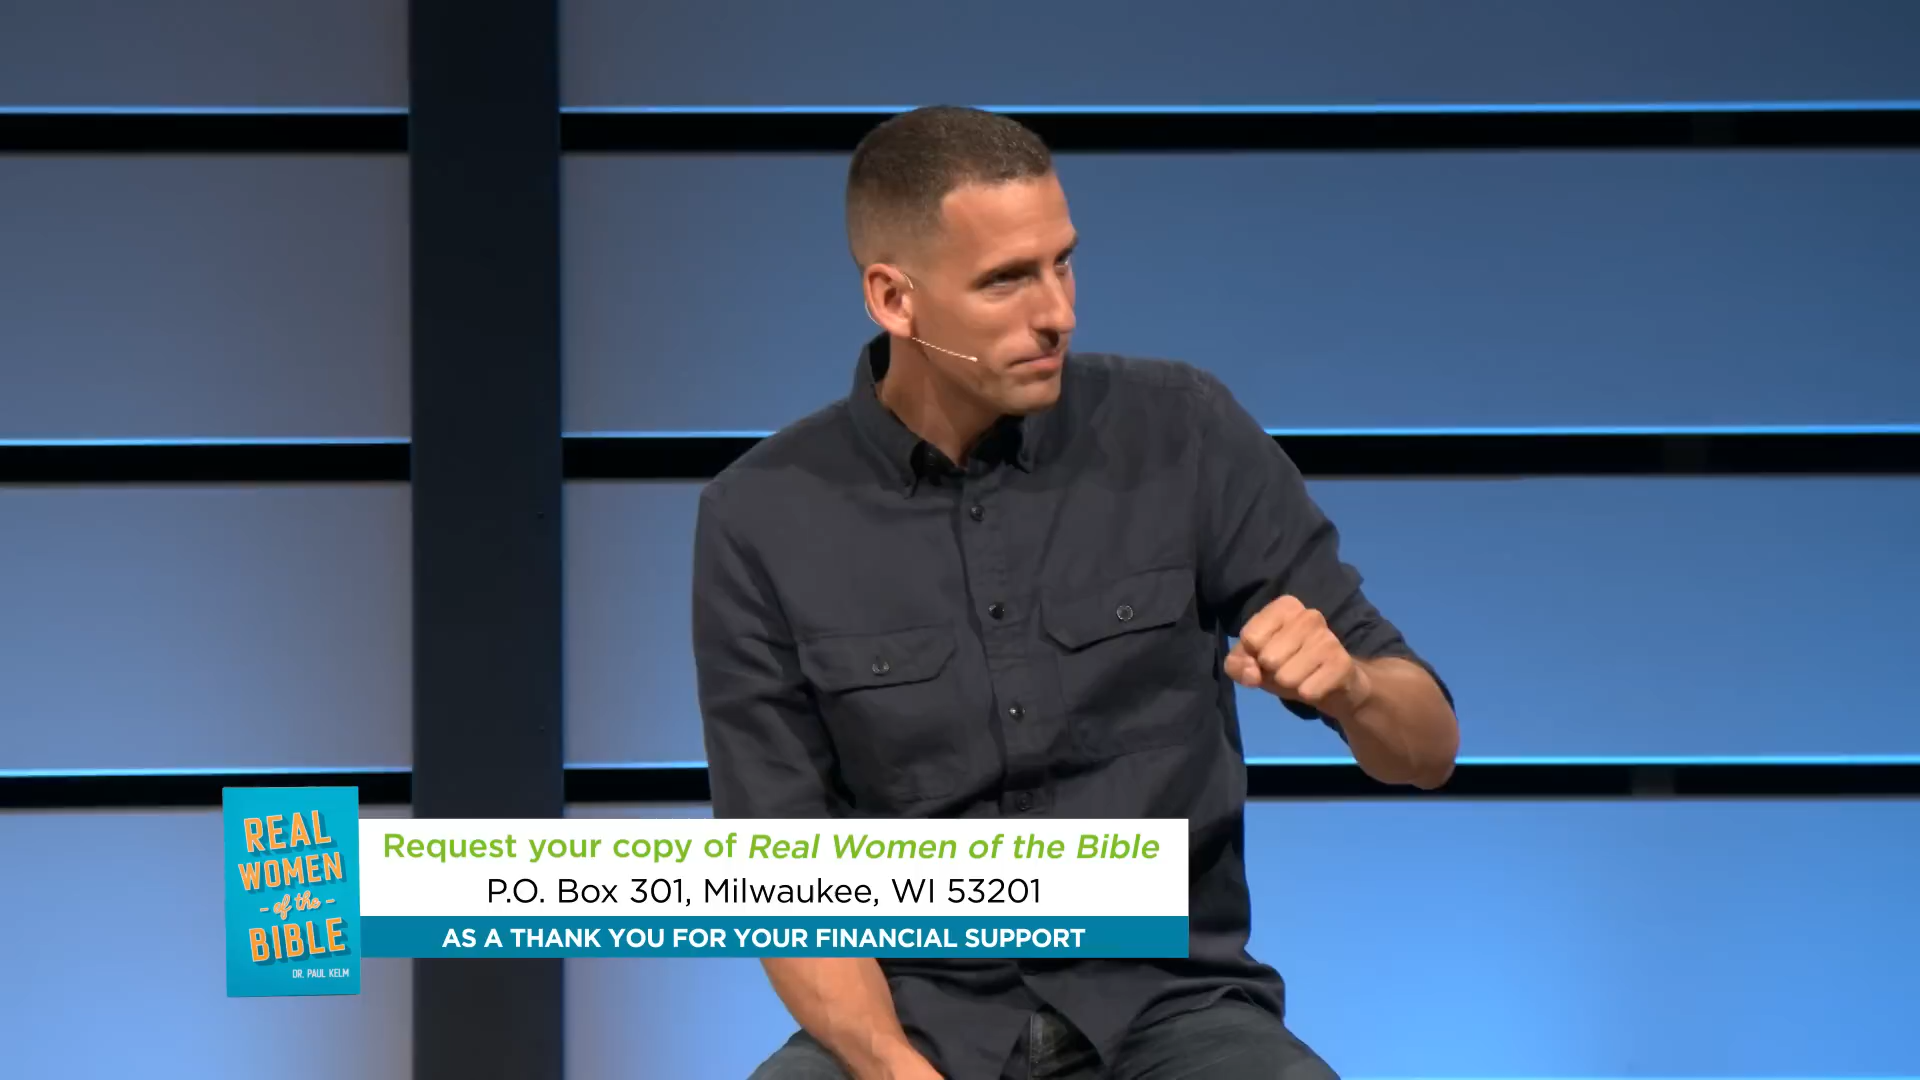 REAL
WOMEN
- of the -
BIBLE
DR. PAUL KELM
Request your copy of Real Women of the Bible
P.O. Box 301, Milwaukee, WI 53201
AS A THANK YOU FOR YOUR FINANCIAL SUPPORT